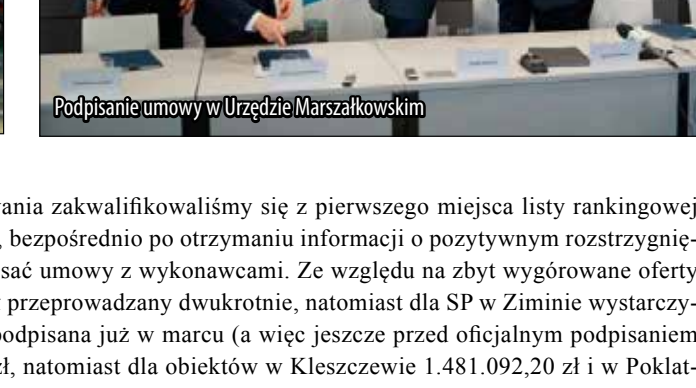 Podpisanie umowy w Urzędzie Marszałkowskim
wania zakwalifikowaliśmy się z pierwszego miejsca listy rankingowej
, bezpośrednio po otrzymaniu informacji o pozytywnym rozstrzygnię-
sać umowy z wykonawcami. Ze względu na zbyt wygórowane oferty
przeprowadzany dwukrotnie, natomiast dla SP w Ziminie wystarczy-
podpisana już w marcu (a więc jeszcze przed oficjalnym podpisaniem
zł, natomiast dla obiektów w Kleszczewie 1.481.092,20 zł i w Poklat-